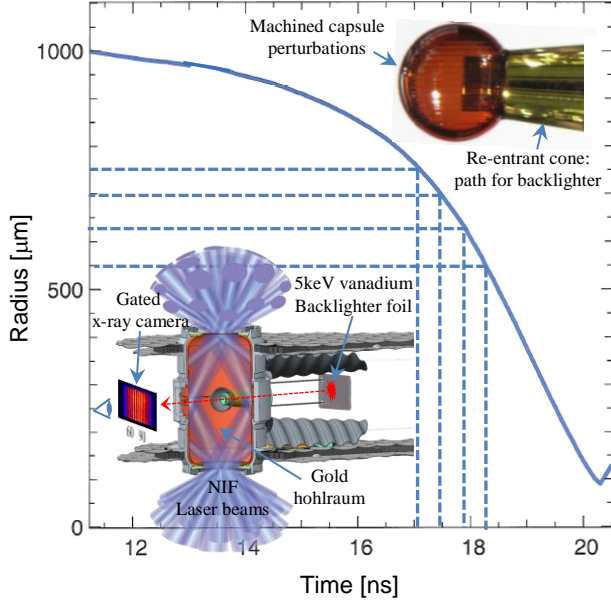 Machined capsule
perturbations
1000
Re-entrant cone:
path for backlighter
Radius [μm]
500
5keV vanadium
Backlighter foil
Gated
x-ray camera
Gold
hohlraum
NIF
Laser beams
0
12 14 16 18 20
Time [ns]